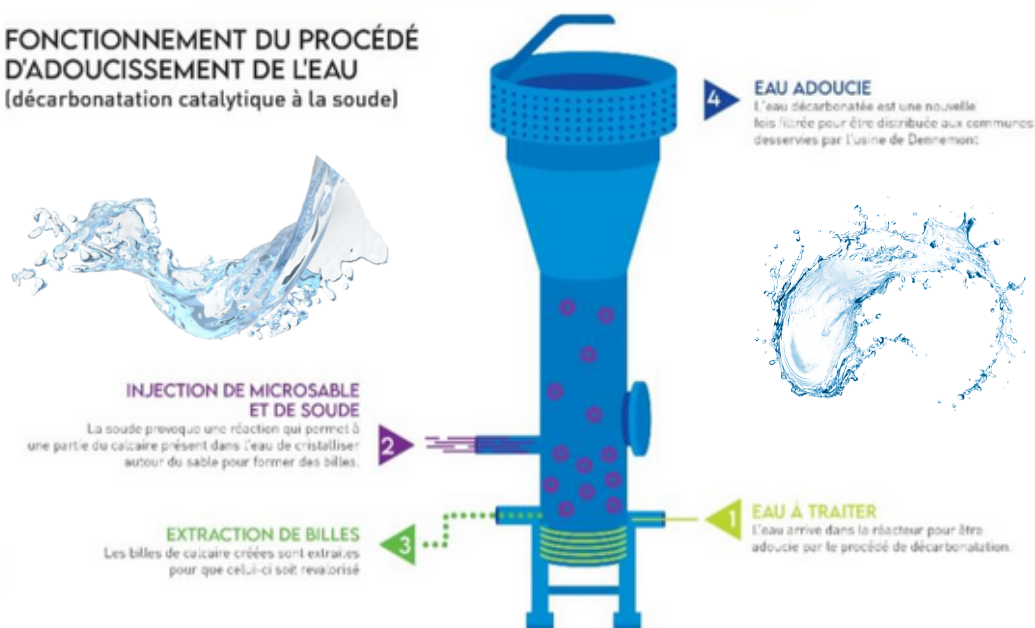 FONCTIONNEMENT DU PROCÉDÉ
D'ADOUCISSEMENT DE L'EAU
(décarbonatation catalytique à la soude)
4
EAU ADOUCIE
L'eau décarbonatée est une nouvelle
fois filtrée pour être distribuée aux communes
desservies par l'usine de Dennemont
INJECTION DE MICROSABLE
ET DE SOUDE
La soude provoque une réaction qui permet à
une partie du calcaire présent dans l'eau de cristalliser
autour du sable pour former des billes.
2
1
EAU À TRAITER
L'eau arrive dans le réacteur pour être
adoucie par le procédé de décarbonatation.
EXTRACTION DE BILLES
Les billes de calcaire créées sont extraites
pour que celui-ci soit revalorisé
3